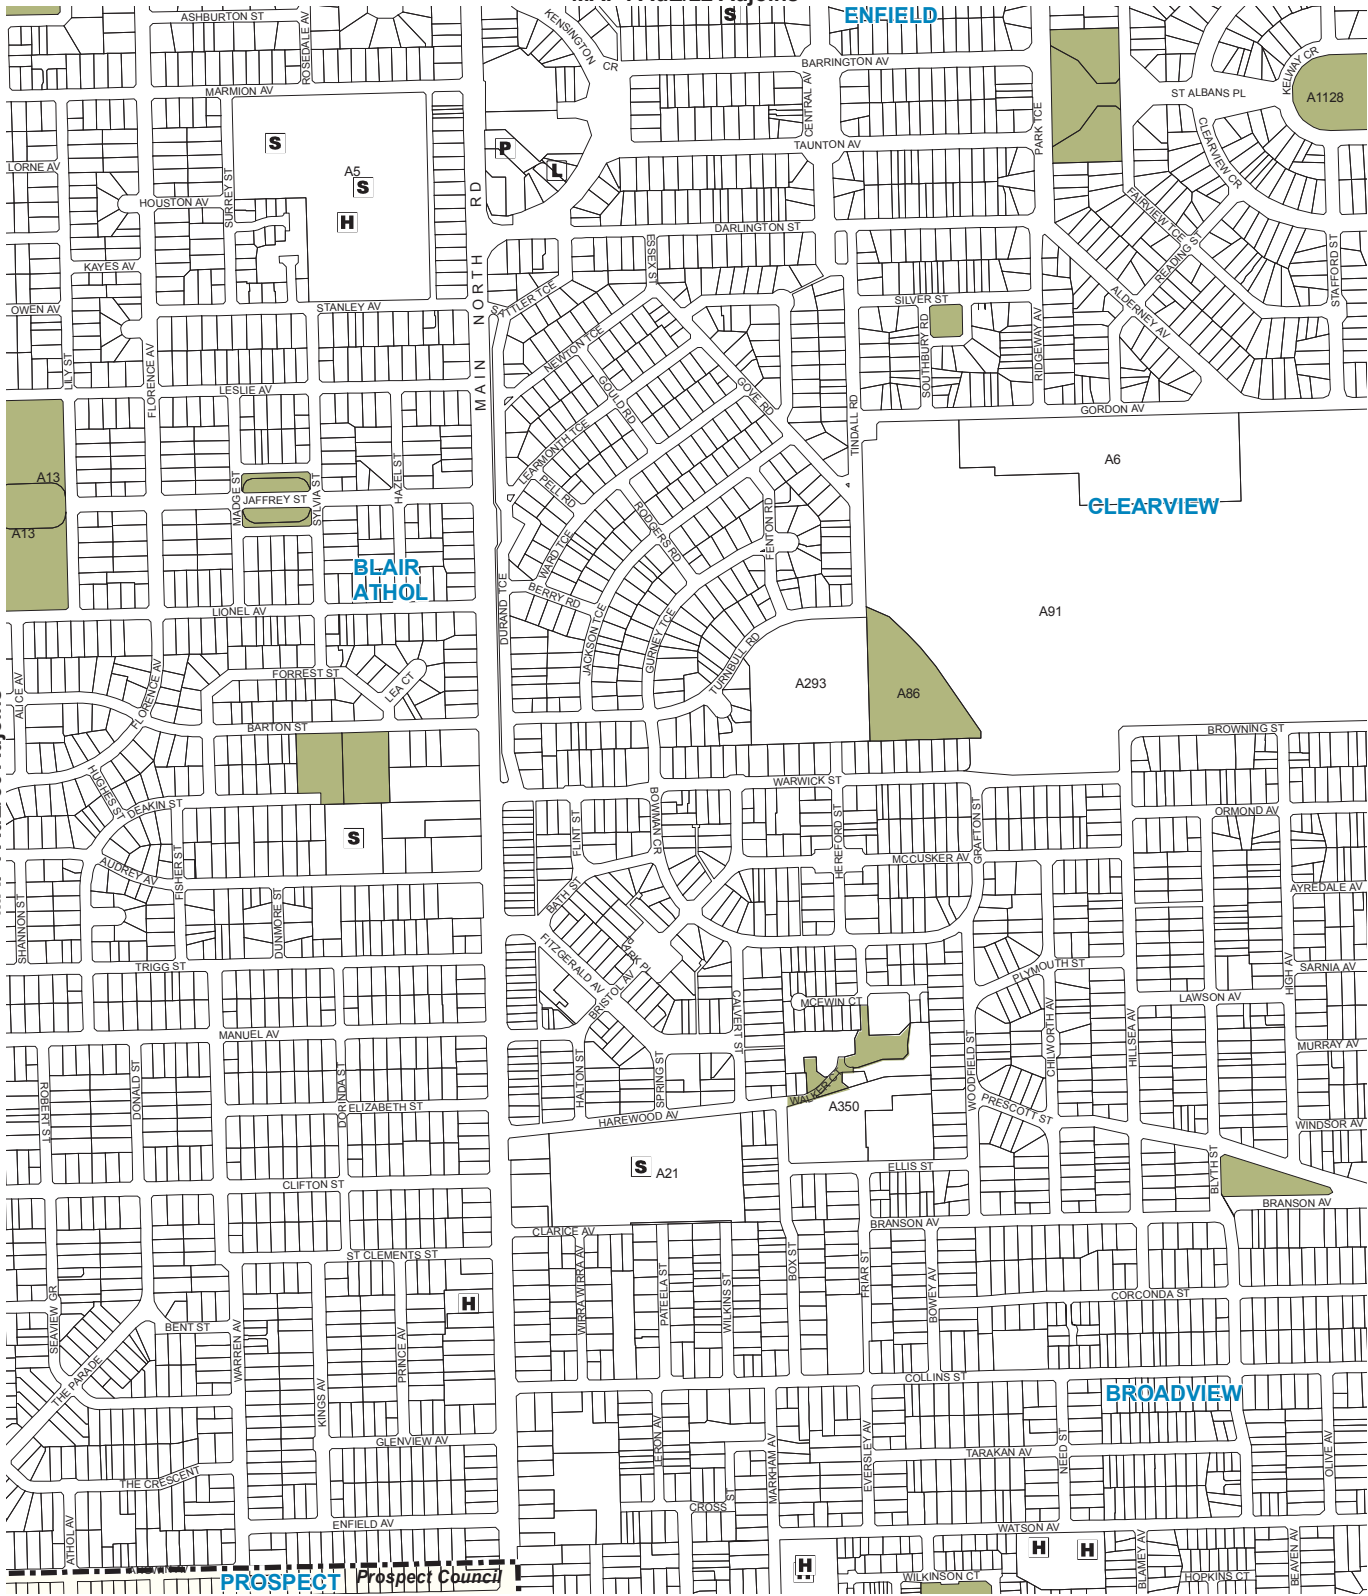 ENFIELD
ASHBURTON ST
ROSEDALE AV
KENSINGTON CR
S
BARRINGTON AV
CENTRAL AV
PARK TCE
ST ALBANS PL
KELWAY CR
A1128
MARMION AV
S
A5
S
H
P
L
TAUNTON AV
CLEARVIEW CR
LORNE AV
HOUSTON AV
SURREY ST
MAIN NORTH RD
DARLINGTON ST
ESSEX ST
FAIRVIEW TCE
READING ST
STAFFORD ST
KAYES AV
OWEN AV
STANLEY AV
NEWTON TCE
SILVER ST
SOUTHBURY RD
RIDGEWAY AV
ALDERNEY AV
LILY ST
FLORENCE AV
LESLIE AV
GOULD RD
GOVE RD
TINDALL RD
GORDON AV
A6
CLEARVIEW
A13
A13
MADGE ST
JAFFREY ST
SYLVIA ST
HAZEL ST
LEARMONTH TCE
PELL RD
RODGERS RD
WARD TCE
FENTON RD
BLAIR
ATHOL
BERRY RD
DURAND TCE
JACKSON TCE
GURNEY TCE
TURNBULL RD
A91
LIONEL AV
FORREST ST
LEA CT
A293
A86
ALICE AV
FLORENCE AV
BARTON ST
BROWNING ST
HUGHES ST
DEAKIN ST
S
WARWICK ST
FLINT ST
BOWMAN CR
HEREFORD ST
MCCUSKER AV
GRAFTON ST
ORMOND AV
AUDREY AV
FISHER ST
DUNMORE ST
BATH ST
AYREDALE AV
SHANNON ST
TRIGG ST
FITZGERALD AV
PARK PL
BRISTOL AV
PLYMOUTH ST
HIGH AV
SARNIA AV
MCEWIN CT
LAWSON AV
MANUEL AV
CALVERT ST
WOODFIELD ST
CHILWORTH AV
HILLSEA AV
MURRAY AV
ROBERT ST
DONALD ST
DORINDA ST
ELIZABETH ST
HALTON ST
SPRING ST
HAREWOOD AV
WALKER CT
A350
PRESCOTT ST
WINDSOR AV
S
A21
ELLIS ST
BLYTH ST
CLIFTON ST
BRANSON AV
BRANSON AV
CLARICE AV
ST CLEMENTS ST
WIRRA WIRRA AV
PATEELA ST
WILKINS ST
BOX ST
FRIAR ST
BOWEY AV
CORCONDA ST
H
SEAVIEW GR
BENT ST
WARREN AV
PRINCE AV
THE PARADE
KINGS AV
COLLINS ST
BROADVIEW
GLENVIEW AV
ERON AV
MARKHAM AV
EVERSLEY AV
TARAKAN AV
NEED ST
OLIVE AV
THE CRESCENT
CROSS ST
ATHOL AV
ENFIELD AV
WATSON AV
H
H
H
BLAMEY AV
BEAVEN AV
WILKINSON CT
HOPKINS CT
PROSPECT
Prospect Council